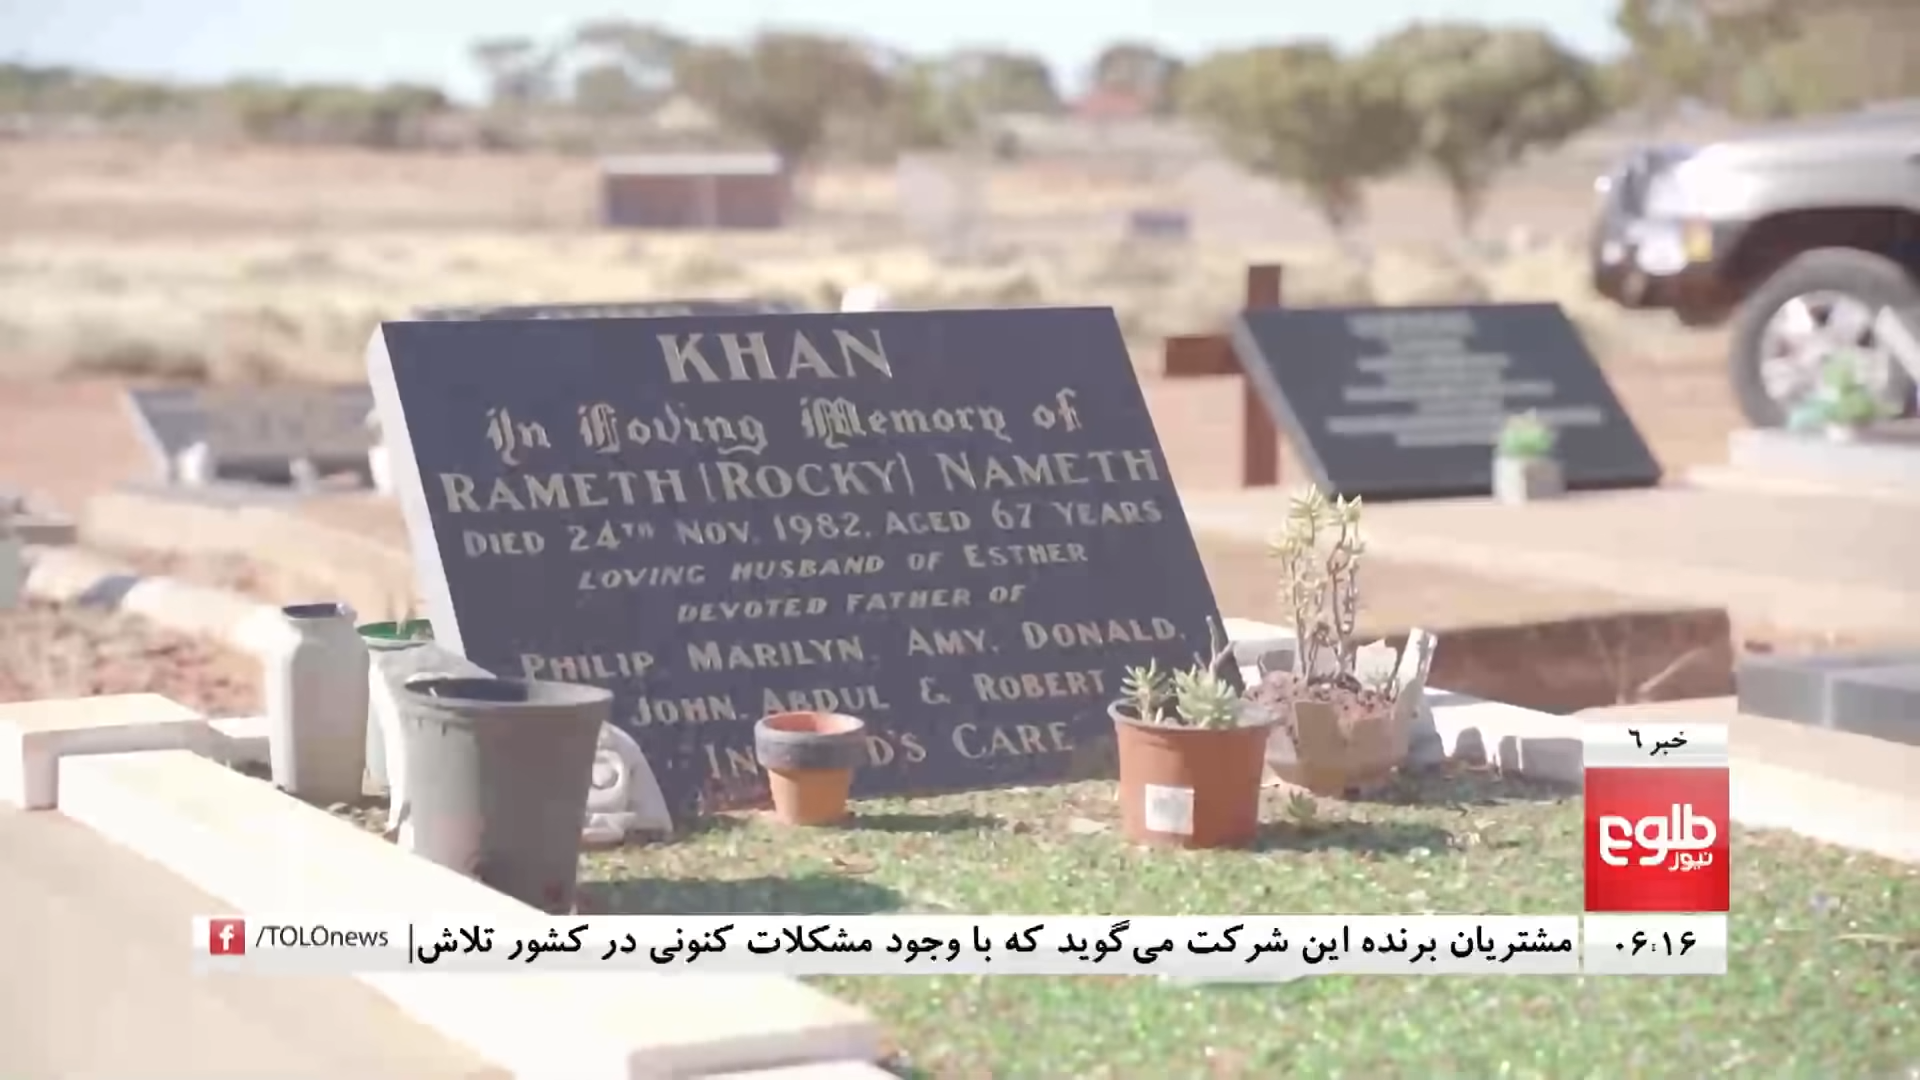 KHAN
In Loving Memory of
RAMETH (ROCKY) NAMETH
DIED 24TH NOV. 1982, AGED 67 YEARS
LOVING HUSBAND OF ESTHER
DEVOTED FATHER OF
PHILIP, MARILYN, AMY, DONALD,
JOHN, ABDUL & ROBERT
IN D'S CARE
خبر ۶
طلوع
نیوز
۰۶:۱۶
مشتریان برنده این شرکت می‌گوید که با وجود مشکلات کنونی در کشور تلاش
/TOLOnews